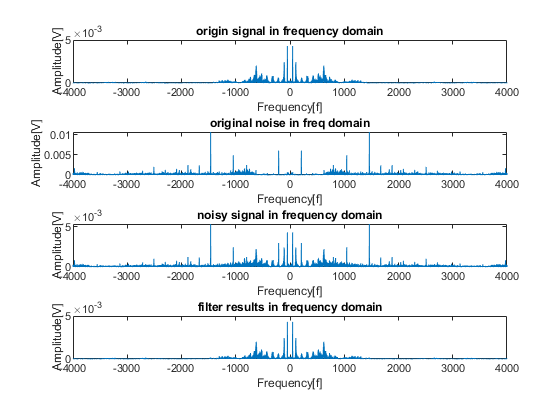 origin signal in frequency domain
5
×10⁻³
Amplitude[V]
0
-4000 -3000 -2000 -1000 0 1000 2000 3000 4000
Frequency[f]
original noise in freq domain
0.01
0.005
Amplitude[V]
0
-4000 -3000 -2000 -1000 0 1000 2000 3000 4000
Frequency[f]
noisy signal in frequency domain
5
×10⁻³
Amplitude[V]
0
-4000 -3000 -2000 -1000 0 1000 2000 3000 4000
Frequency[f]
filter results in frequency domain
5
×10⁻³
Amplitude[V]
0
-4000 -3000 -2000 -1000 0 1000 2000 3000 4000
Frequency[f]